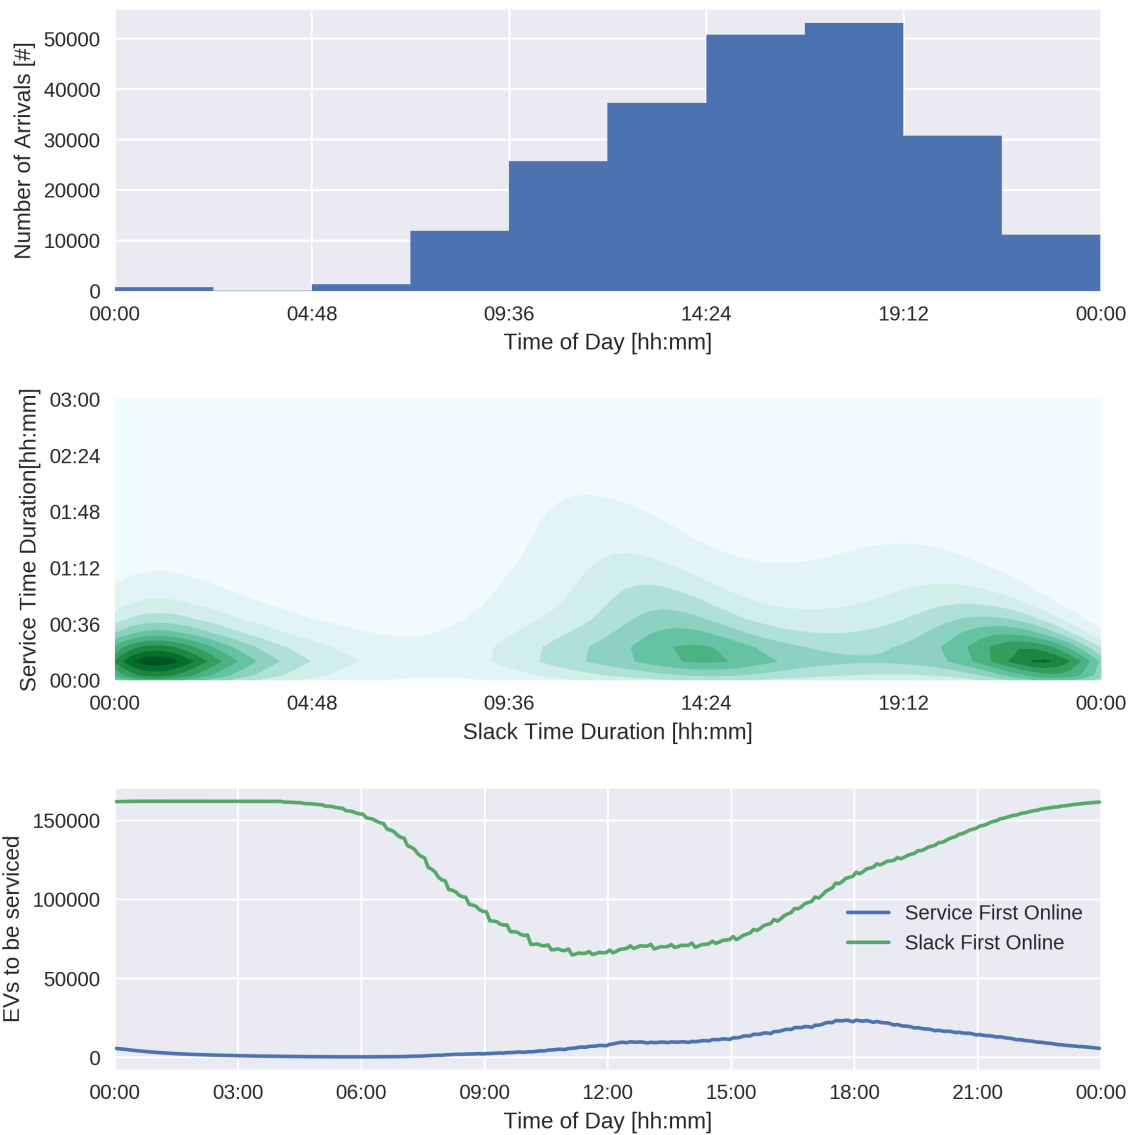 Number of Arrivals [#]
50000
40000
30000
20000
10000
0
00:00 04:48 09:36 14:24 19:12 00:00
Time of Day [hh:mm]
Service Time Duration[hh:mm]
03:00
02:24
01:48
01:12
00:36
00:00
00:00 04:48 09:36 14:24 19:12 00:00
Slack Time Duration [hh:mm]
EVs to be serviced
150000
100000
50000
0
Service First Online
Slack First Online
00:00 03:00 06:00 09:00 12:00 15:00 18:00 21:00 00:00
Time of Day [hh:mm]